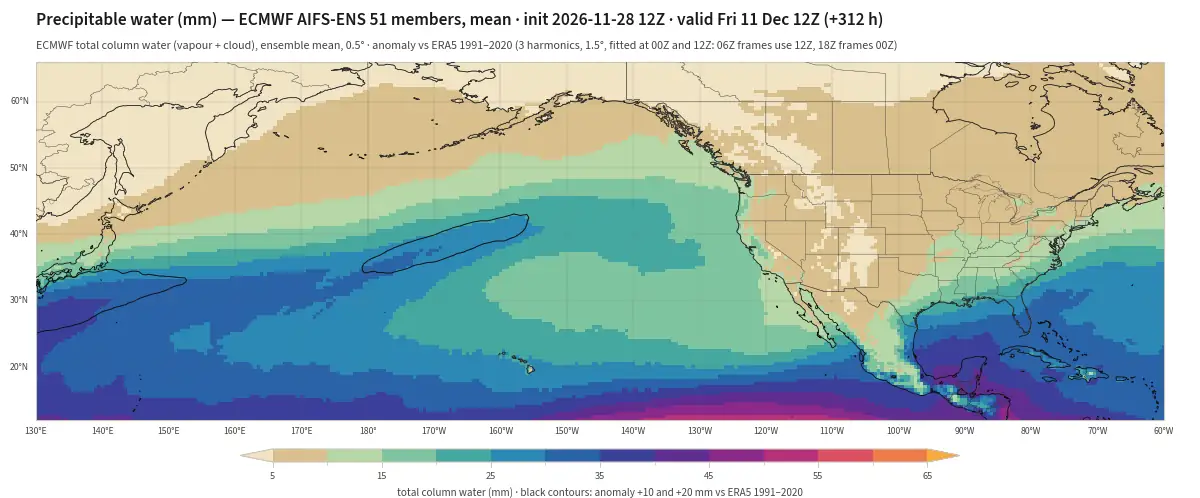 Precipitable water (mm) — ECMWF AIFS-ENS 51 members, mean · init 2026-11-28 12Z · valid Fri 11 Dec 12Z (+312 h)
ECMWF total column water (vapour + cloud), ensemble mean, 0.5° · anomaly vs ERA5 1991–2020 (3 harmonics, 1.5°, fitted at 00Z and 12Z: 06Z frames use 12Z, 18Z frames 00Z)
60°N
50°N
40°N
30°N
20°N
130°E 140°E 150°E 160°E 170°E 180° 170°W 160°W 150°W 140°W 130°W 120°W 110°W 100°W 90°W 80°W 70°W 60°W
5 15 25 35 45 55 65
total column water (mm) · black contours: anomaly +10 and +20 mm vs ERA5 1991–2020